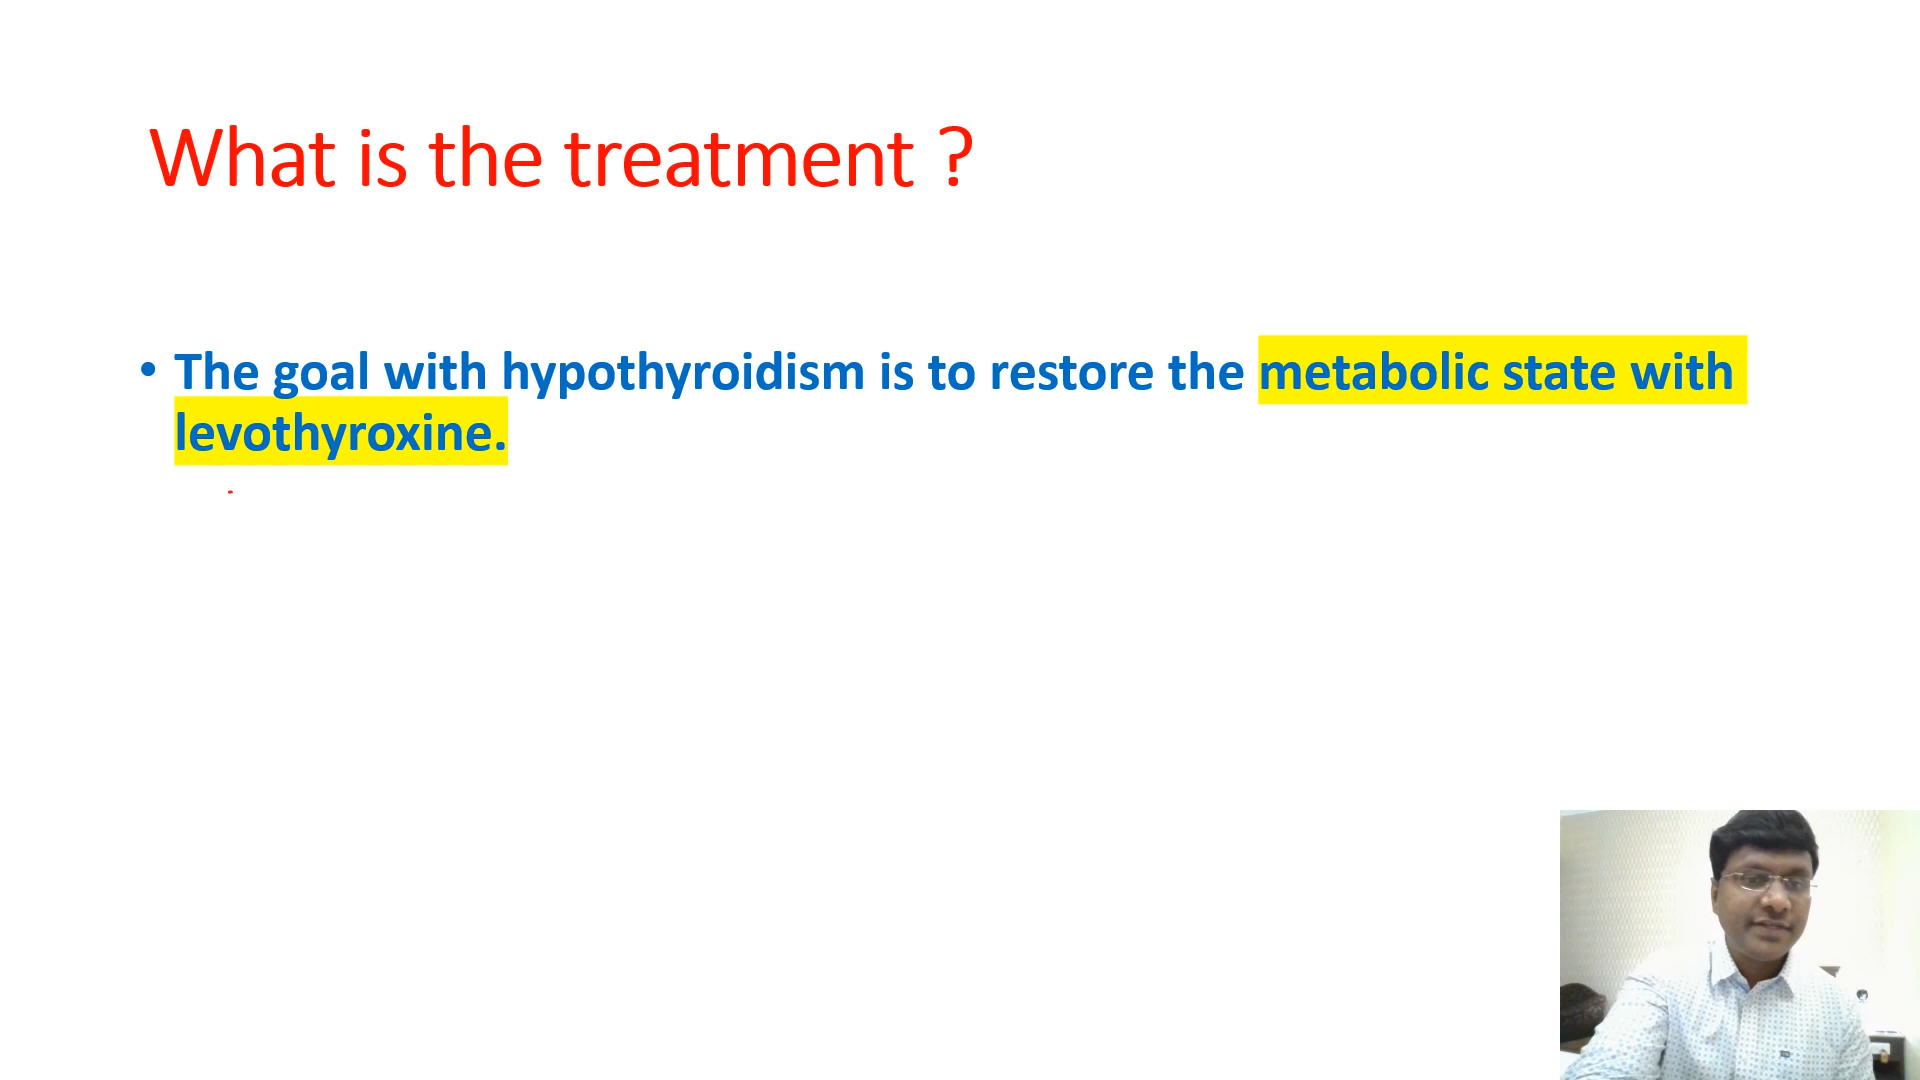 What is the treatment ?
• The goal with hypothyroidism is to restore the metabolic state with
levothyroxine.